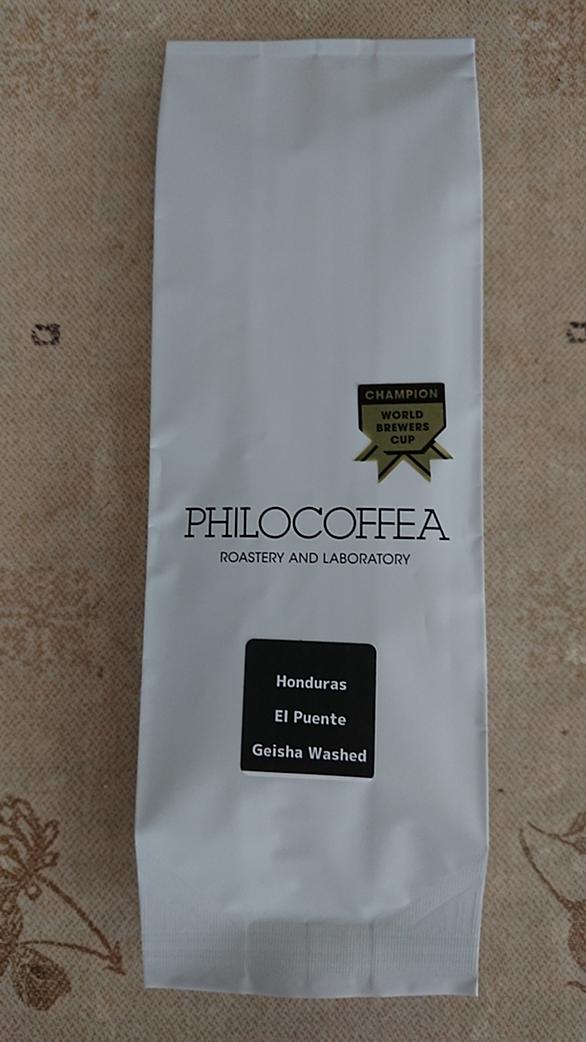 CHAMPION
WORLD
BREWERS
CUP
PHILOCOFFEA
ROASTERY AND LABORATORY
Honduras
El Puente
Geisha Washed